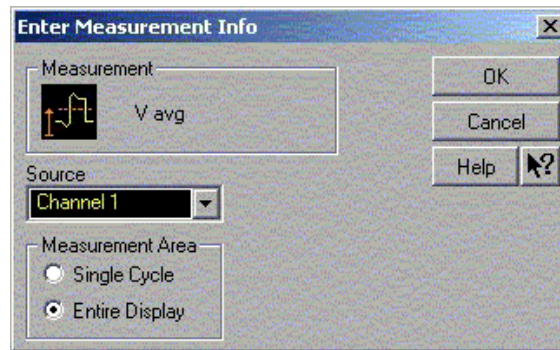 Enter Measurement Info
Measurement
V avg
OK
Cancel
Help
?
Source
Channel 1
Measurement Area
Single Cycle
Entire Display